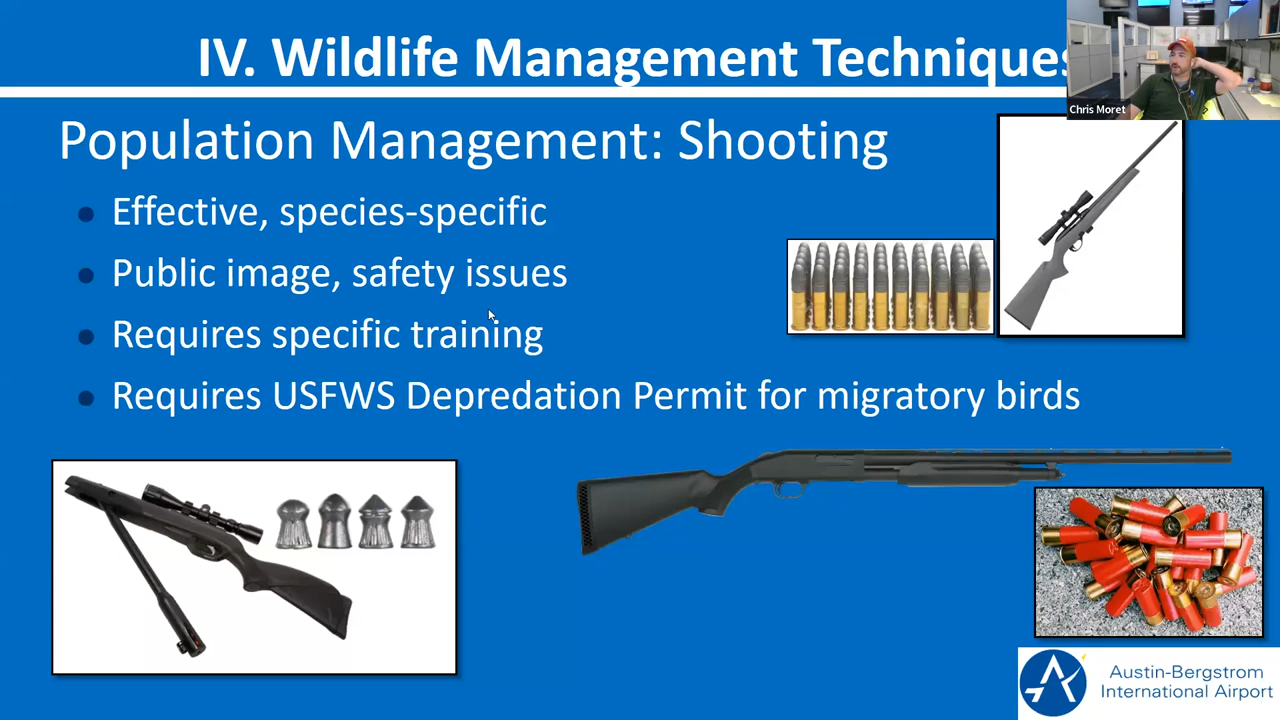 IV. Wildlife Management Techniques
Chris Moret
Population Management: Shooting
Effective, species-specific
Public image, safety issues
Requires specific training
Requires USFWS Depredation Permit for migratory birds
Austin-Bergstrom
International Airport